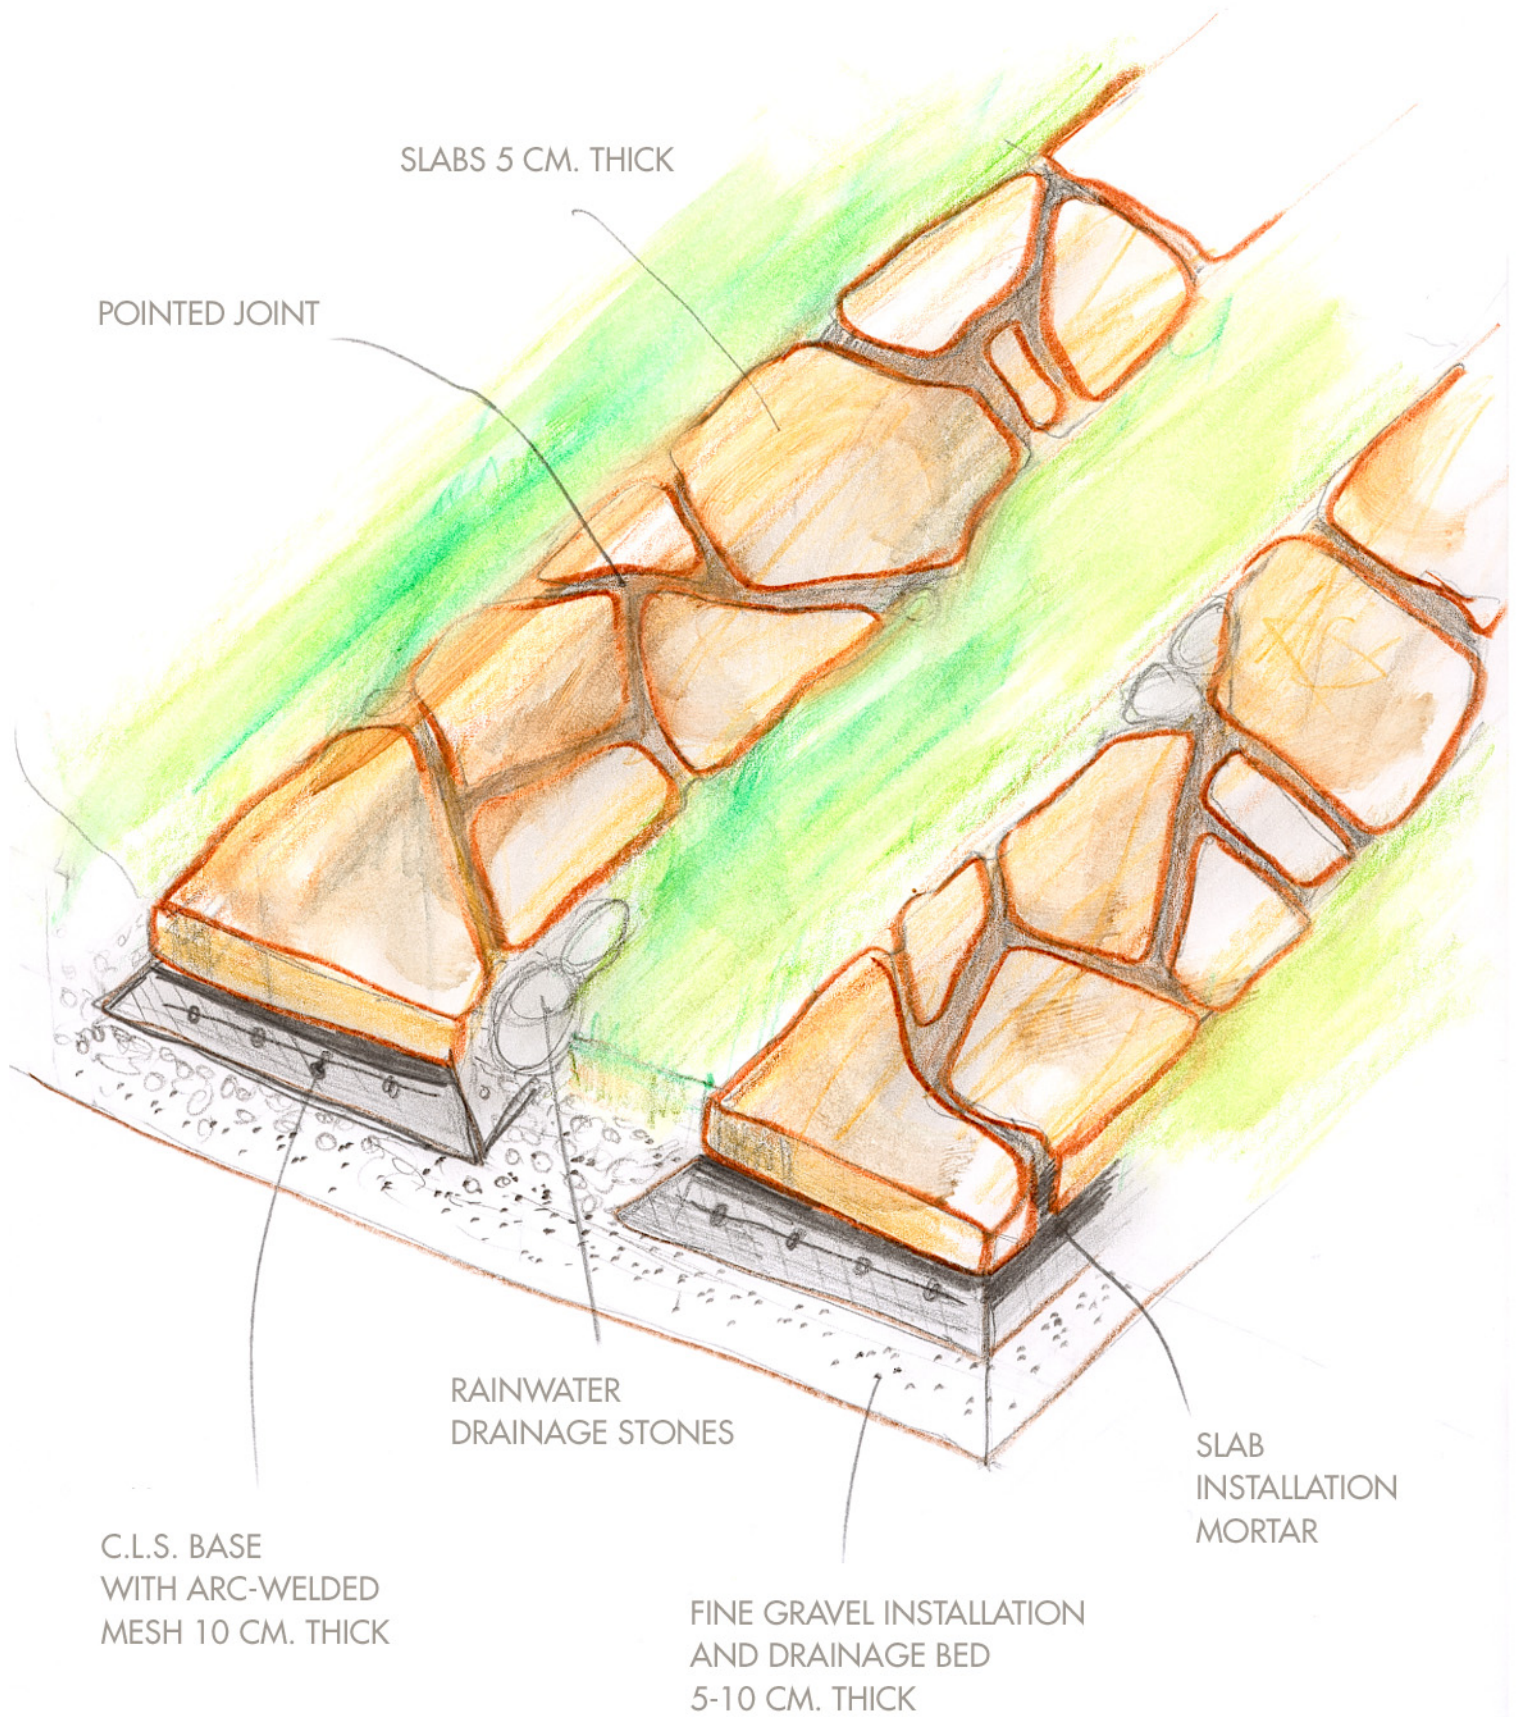 SLABS 5 CM. THICK
POINTED JOINT
RAINWATER
DRAINAGE STONES
SLAB
INSTALLATION
MORTAR
C.L.S. BASE
WITH ARC-WELDED
MESH 10 CM. THICK
FINE GRAVEL INSTALLATION
AND DRAINAGE BED
5-10 CM. THICK